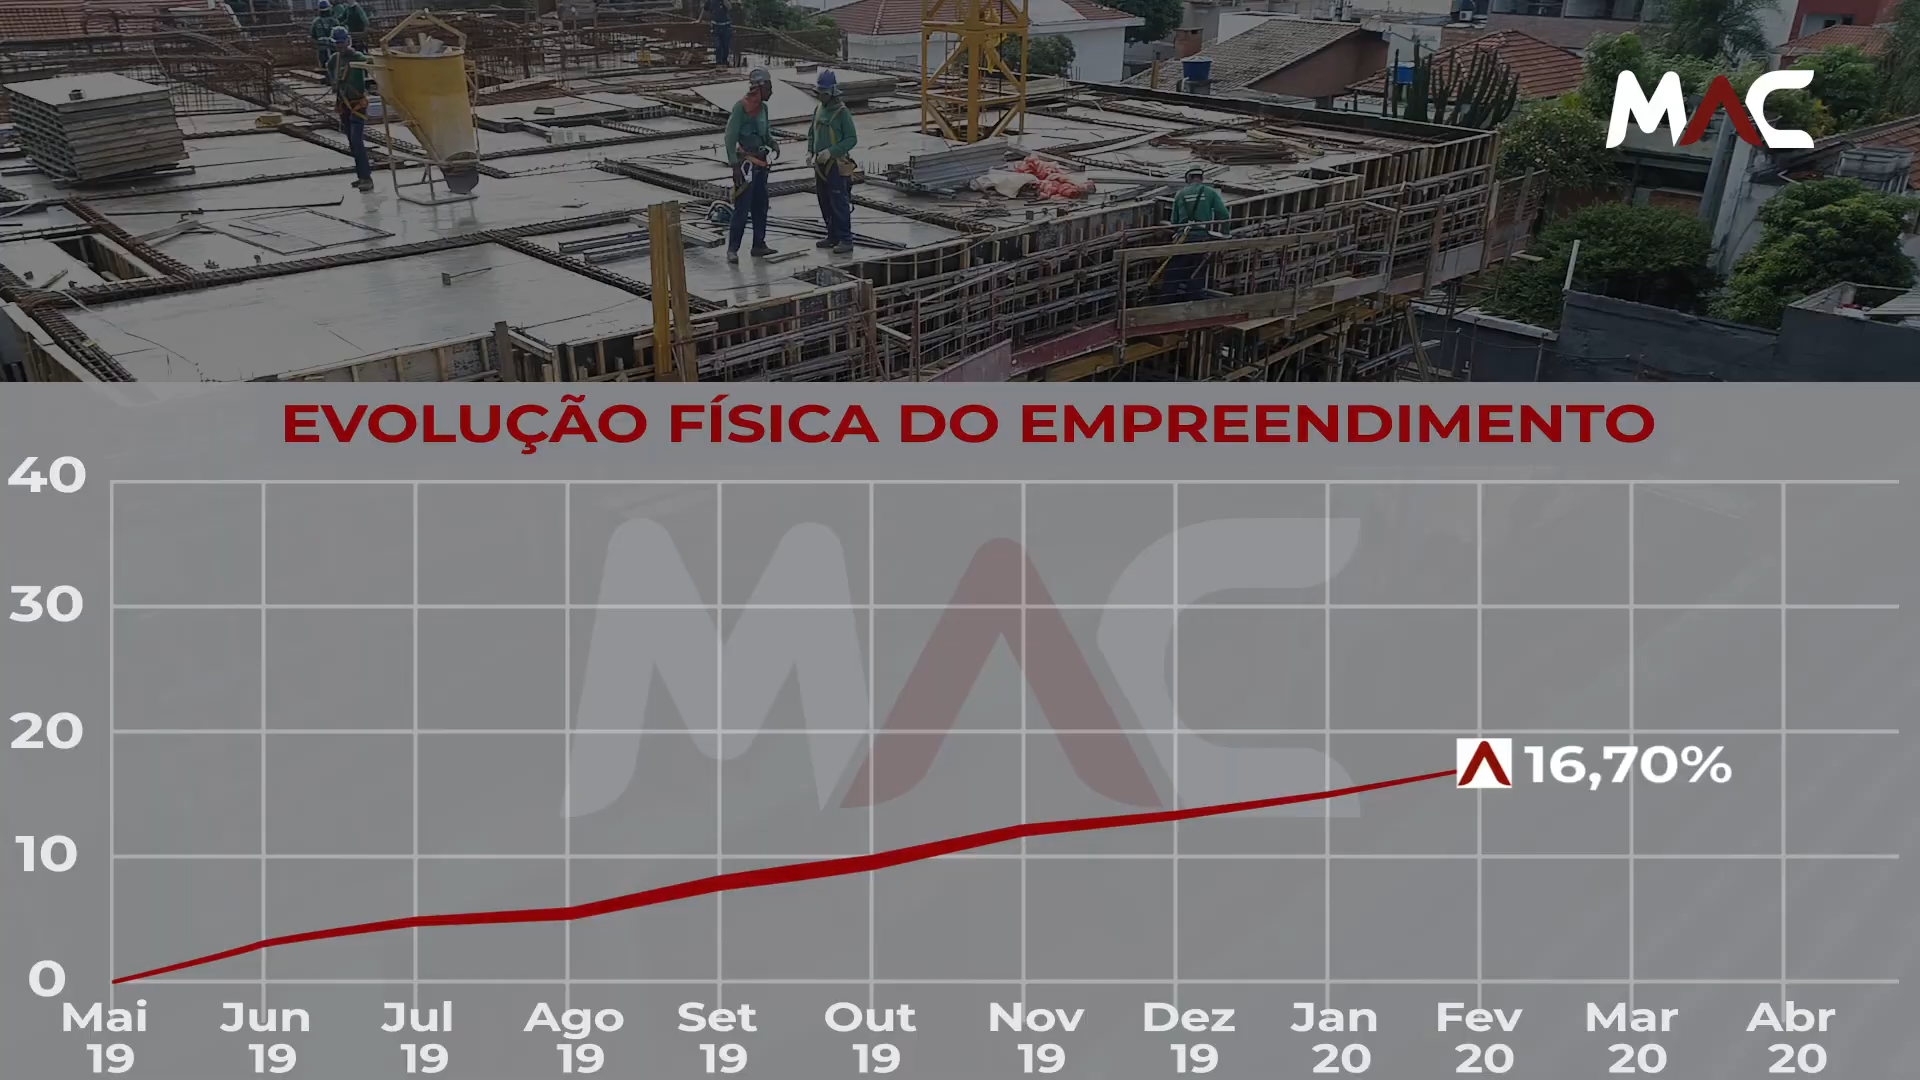 MAC
EVOLUÇÃO FÍSICA DO EMPREENDIMENTO
40
30
20
10
0
MAC
16,70%
Mai Jun Jul Ago Set Out Nov Dez Jan Fev Mar Abr
19 19 19 19 19 19 19 19 20 20 20 20